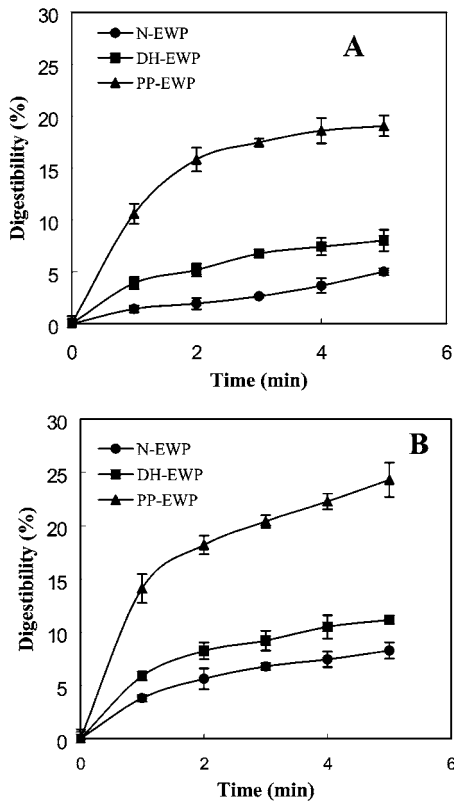 30
25
20
15
10
5
0
Digestibility (%)
N-EWP
DH-EWP
PP-EWP
A
0 2 4 6
Time (min)
30
25
20
15
10
5
0
Digestibility (%)
N-EWP
DH-EWP
PP-EWP
B
0 2 4 6
Time (min)